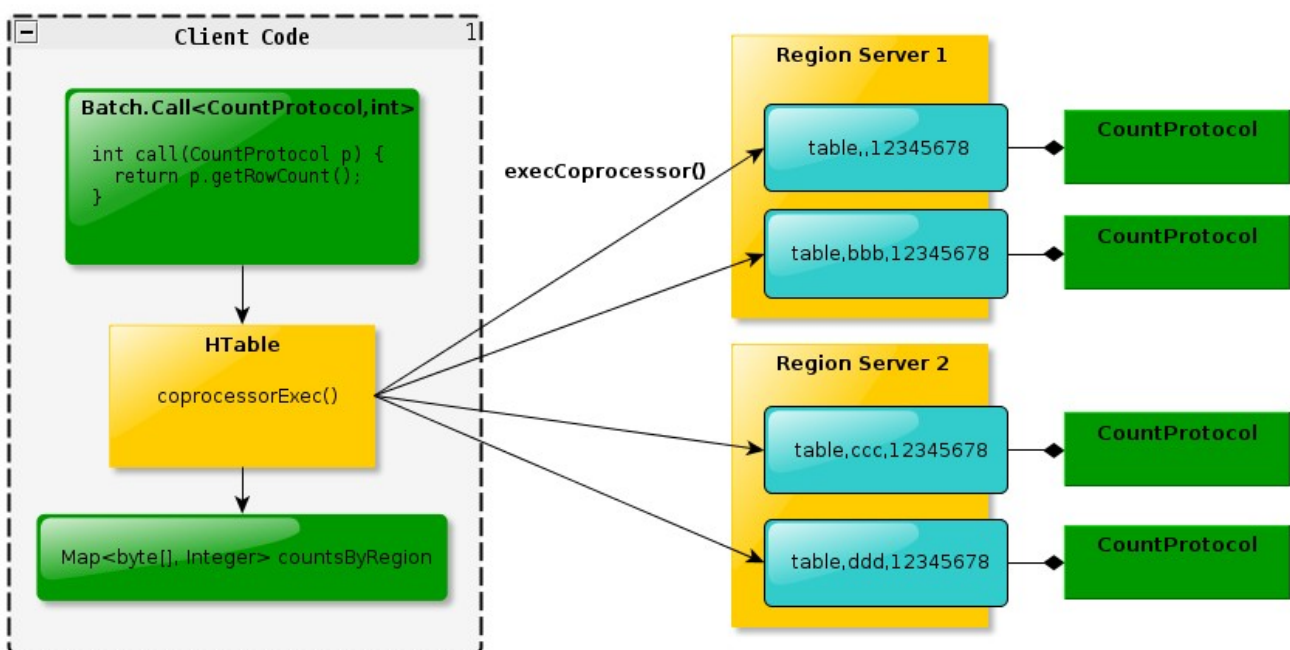 Client Code
1
Batch.Call<CountProtocol,int>
int call(CountProtocol p) {
return p.getRowCount();
}
HTable
coprocessorExec()
Map<byte[], Integer> countsByRegion
execCoprocessor()
Region Server 1
table,,12345678
CountProtocol
table,bbb,12345678
CountProtocol
Region Server 2
table,ccc,12345678
CountProtocol
table,ddd,12345678
CountProtocol